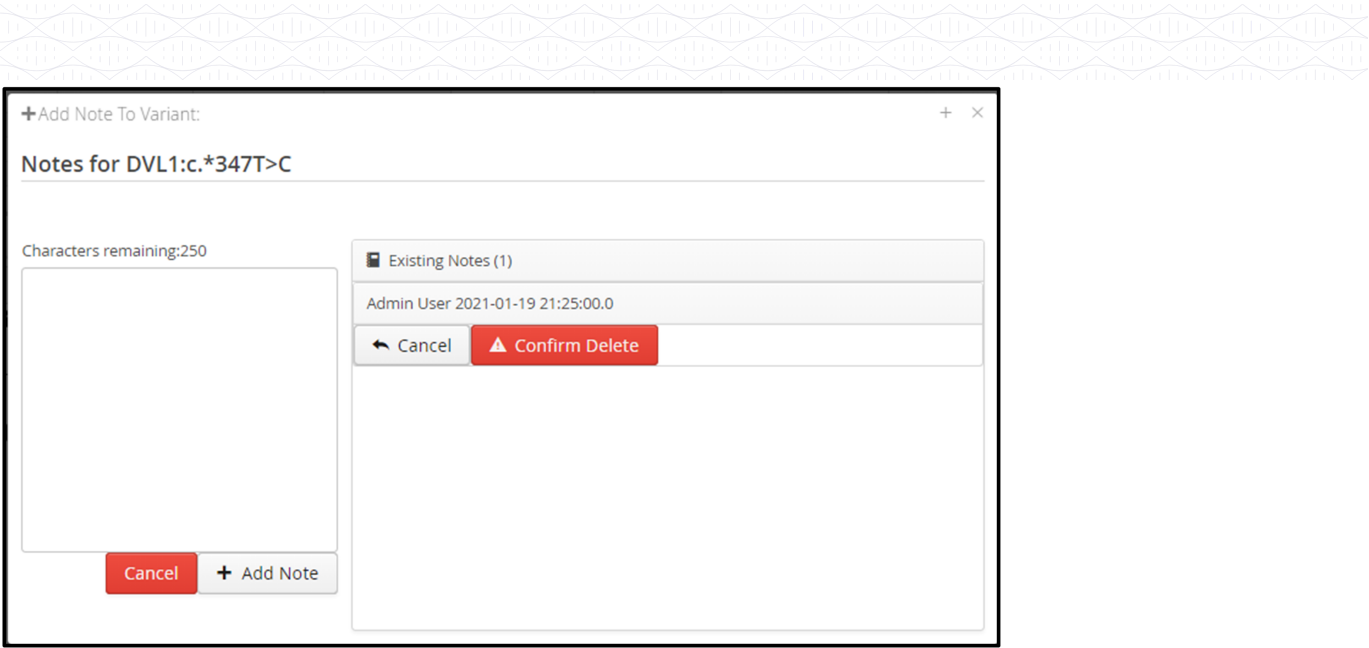 +Add Note To Variant:
Notes for DVL1:c.*347T>C
Characters remaining:250
Existing Notes (1)
Admin User 2021-01-19 21:25:00.0
Cancel Confirm Delete
Cancel + Add Note